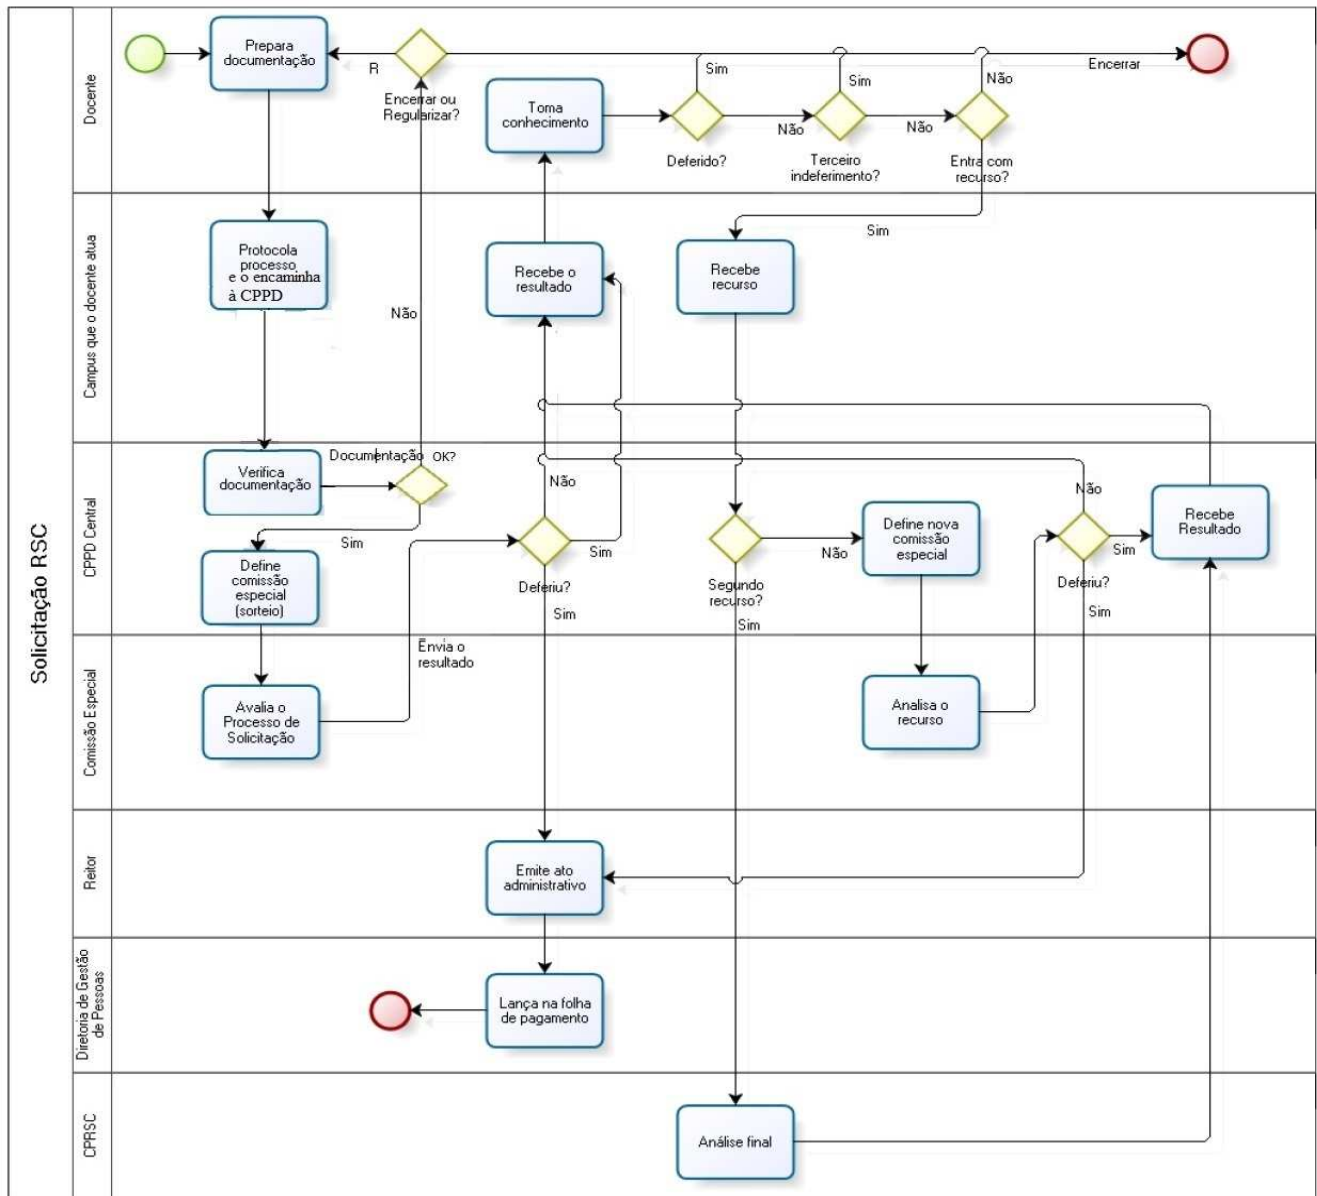 Solicitação RSC
Docente
Prepara
documentação
R
Encerrar ou
Regularizar?
Toma
conhecimento
Sim
Deferido?
Não
Sim
Terceiro
indeferimento?
Não
Não
Entra com
recurso?
Encerrar
Campus que o docente atua
Protocola
processo
e o encaminha
à CPPD
Não
Recebe o
resultado
Recebe
recurso
Sim
CPPD Central
Verifica
documentação
Documentação OK?
Sim
Define
comissão
especial
(sorteio)
Não
Sim
Deferiu?
Sim
Segundo
recurso?
Sim
Não
Define nova
comissão
especial
Não
Sim
Deferiu?
Sim
Recebe
Resultado
Comissão Especial
Avalia o
Processo de
Solicitação
Envia o
resultado
Analisa o
recurso
Reitor
Emite ato
administrativo
Diretoria de Gestão
de Pessoas
Lança na folha
de pagamento
CPRSC
Análise final